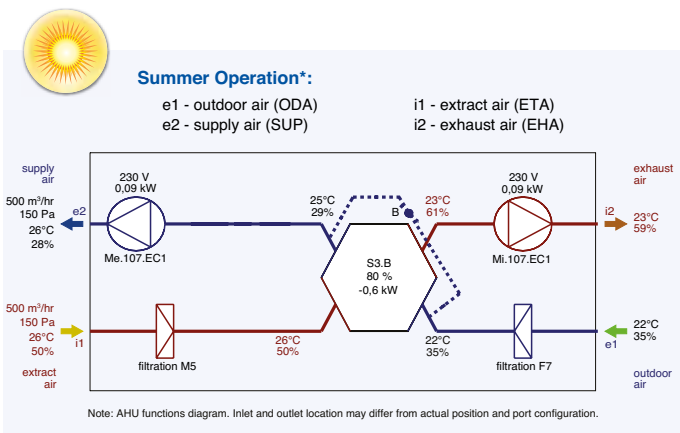 Summer Operation*:
e1 - outdoor air (ODA)
i1 - extract air (ETA)
e2 - supply air (SUP)
i2 - exhaust air (EHA)
supply
air
500 m³/hr
150 Pa
26°C
28%
e2
230 V
0,09 kW
Me.107.EC1
25°C
29%
B
23°C
61%
230 V
0,09 kW
Mi.107.EC1
exhaust
air
i2
23°C
59%
S3.B
80 %
-0,6 kW
500 m³/hr
150 Pa
26°C
50%
i1
extract
air
filtration M5
26°C
50%
22°C
35%
filtration F7
e1
22°C
35%
outdoor
air
Note: AHU functions diagram. Inlet and outlet location may differ from actual position and port configuration.